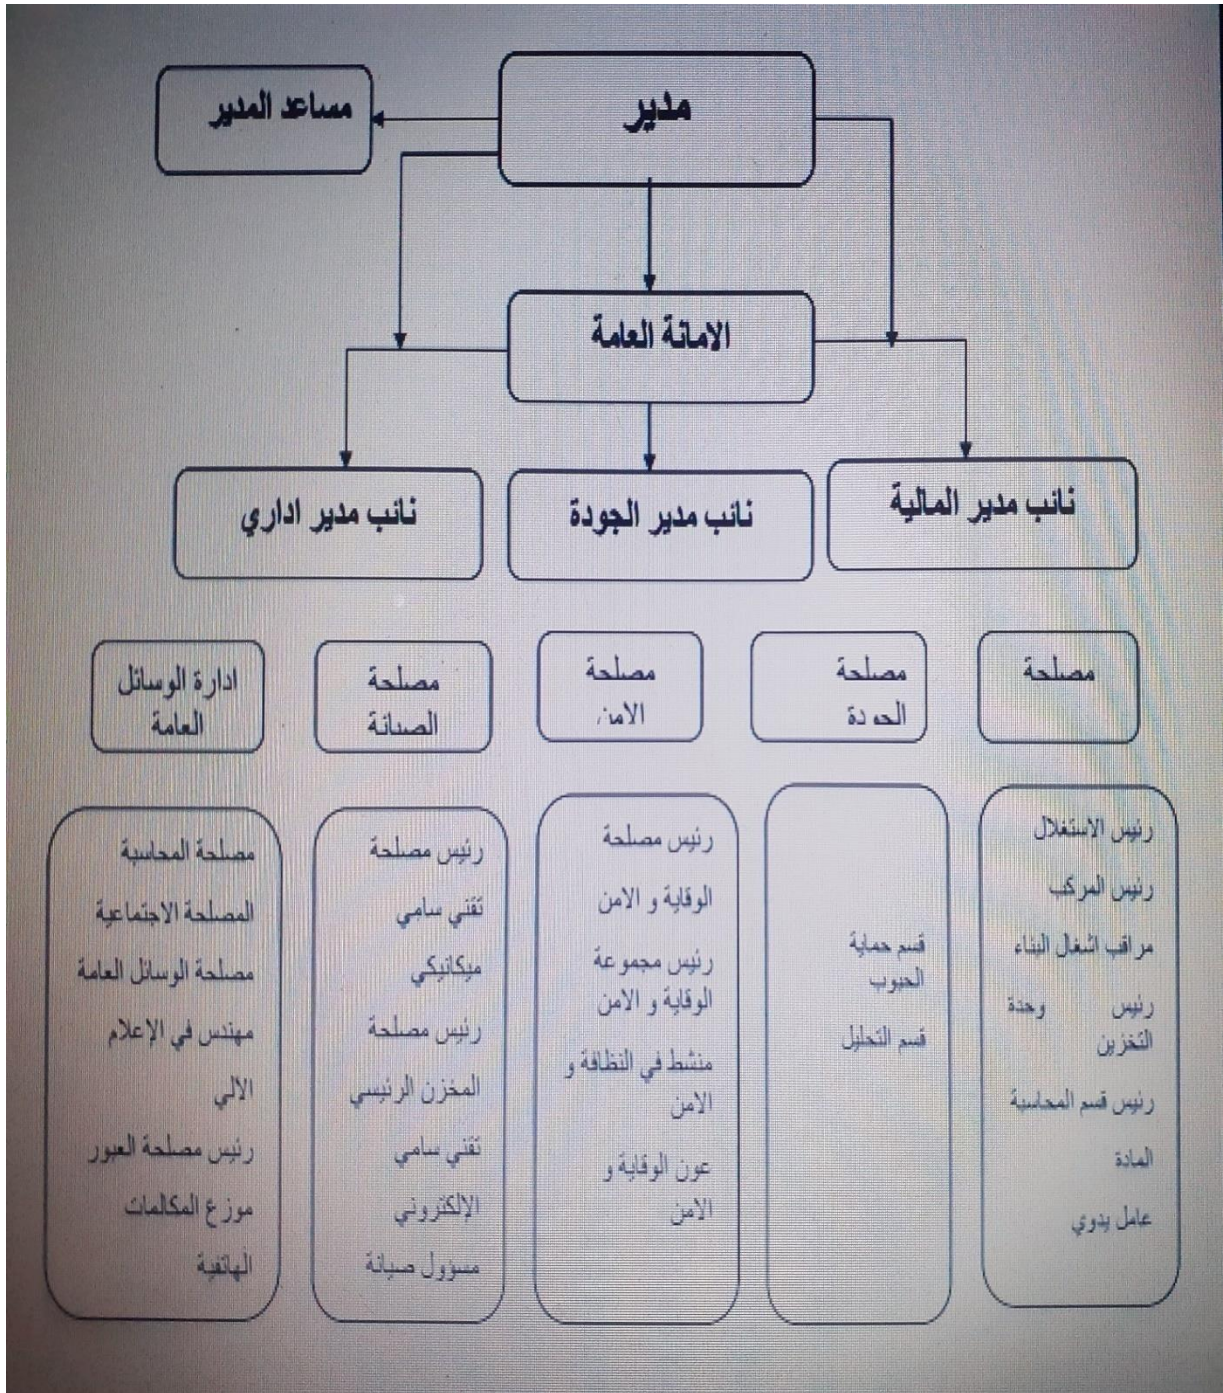 مدير
مساعد المدير
الامانة العامة
نائب مدير المالية
نائب مدير الجودة
نائب مدير اداري
مصلحة
مصلحة
الجودة
مصلحة
الامن
مصلحة
الصيانة
ادارة الوسائل
العامة
رئيس الاستغلال
رئيس المركب
مراقب اشغال البناء
رئيس وحدة
التخزين
رئيس قسم المحاسبة
المادة
عامل يدوي
قسم حماية
الحبوب
قسم التحليل
رئيس مصلحة
الوقاية و الامن
رئيس مجموعة
الوقاية و الامن
منشط في النظافة و
الامن
عون الوقاية و
الامن
رئيس مصلحة
تقني سامي
ميكانيكي
رئيس مصلحة
المخزن الرئيسي
تقني سامي
الإلكتروني
مسؤول صيانة
مصلحة المحاسبة
المصلحة الاجتماعية
مصلحة الوسائل العامة
مهندس في الإعلام
الالي
رئيس مصلحة العبور
موزع المكالمات
الهاتفية